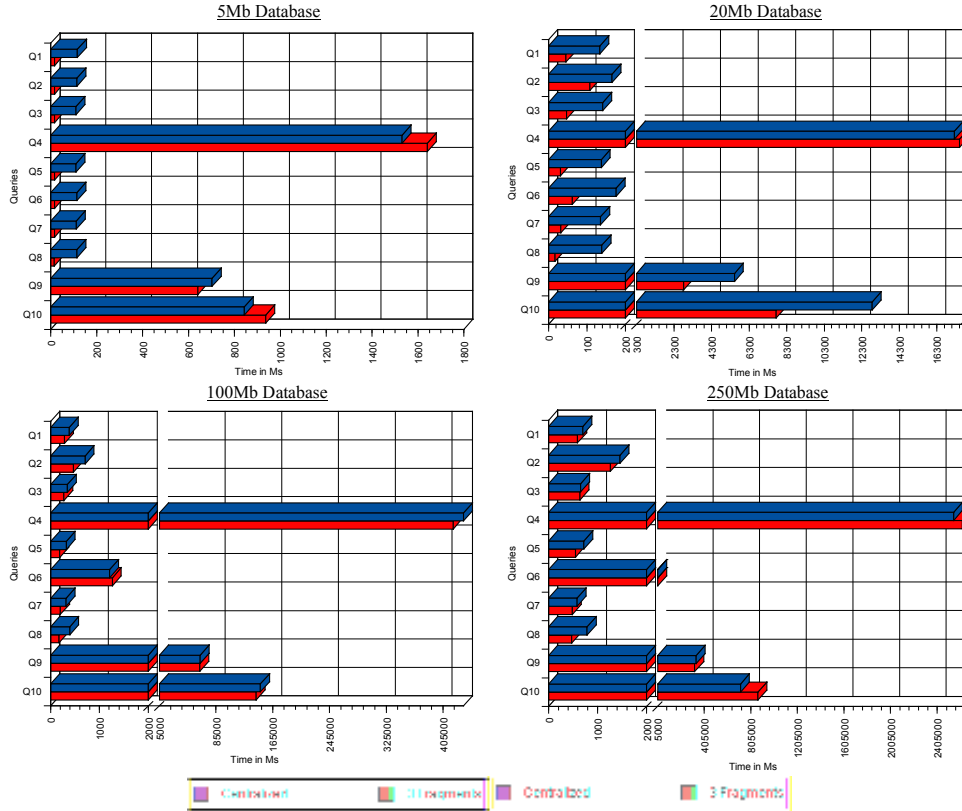 5Mb Database
Queries
Q1
Q2
Q3
Q4
Q5
Q6
Q7
Q8
Q9
Q10
0
200
400
600
800
1000
1200
1400
1600
1800
Time in Ms
20Mb Database
Queries
Q1
Q2
Q3
Q4
Q5
Q6
Q7
Q8
Q9
Q10
0
100
200
300
2300
4300
6300
8300
10300
12300
14300
16300
Time in Ms
100Mb Database
Queries
Q1
Q2
Q3
Q4
Q5
Q6
Q7
Q8
Q9
Q10
0
1000
2000
5000
85000
165000
245000
325000
405000
Time in Ms
250Mb Database
Queries
Q1
Q2
Q3
Q4
Q5
Q6
Q7
Q8
Q9
Q10
0
1000
2000
5000
405000
805000
1205000
1605000
2005000
2405000
Time in Ms
Centralized
3 Fragments
Centralized
3 Fragments